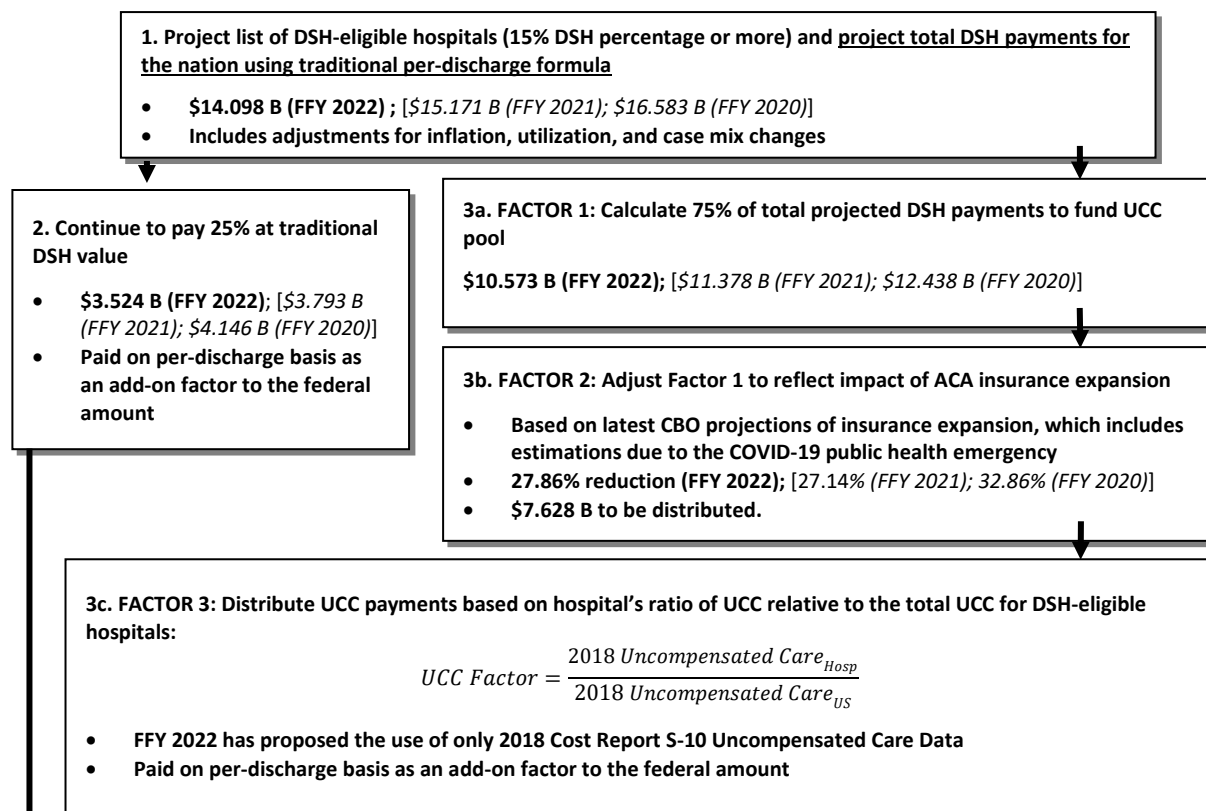 1. Project list of DSH-eligible hospitals (15% DSH percentage or more) and project total DSH payments for
the nation using traditional per-discharge formula
• $14.098 B (FFY 2022) ; [$15.171 B (FFY 2021); $16.583 B (FFY 2020)]
• Includes adjustments for inflation, utilization, and case mix changes
2. Continue to pay 25% at traditional
DSH value
• $3.524 B (FFY 2022); [$3.793 B
(FFY 2021); $4.146 B (FFY 2020)]
• Paid on per-discharge basis as
an add-on factor to the federal
amount
3a. FACTOR 1: Calculate 75% of total projected DSH payments to fund UCC
pool
$10.573 B (FFY 2022); [$11.378 B (FFY 2021); $12.438 B (FFY 2020)]
3b. FACTOR 2: Adjust Factor 1 to reflect impact of ACA insurance expansion
• Based on latest CBO projections of insurance expansion, which includes
estimations due to the COVID-19 public health emergency
• 27.86% reduction (FFY 2022); [27.14% (FFY 2021); 32.86% (FFY 2020)]
• $7.628 B to be distributed.
3c. FACTOR 3: Distribute UCC payments based on hospital's ratio of UCC relative to the total UCC for DSH-eligible
hospitals:
UCC Factor = 2018 Uncompensated Care Hosp
2018 Uncompensated Care US
• FFY 2022 has proposed the use of only 2018 Cost Report S-10 Uncompensated Care Data
• Paid on per-discharge basis as an add-on factor to the federal amount